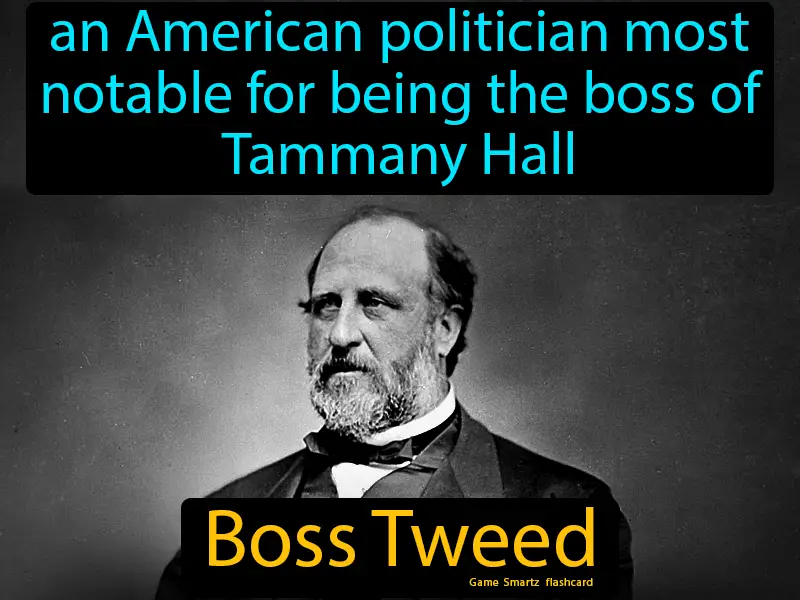 an American politician most
notable for being the boss of
Tammany Hall
Boss Tweed
Game Smartz flashcard